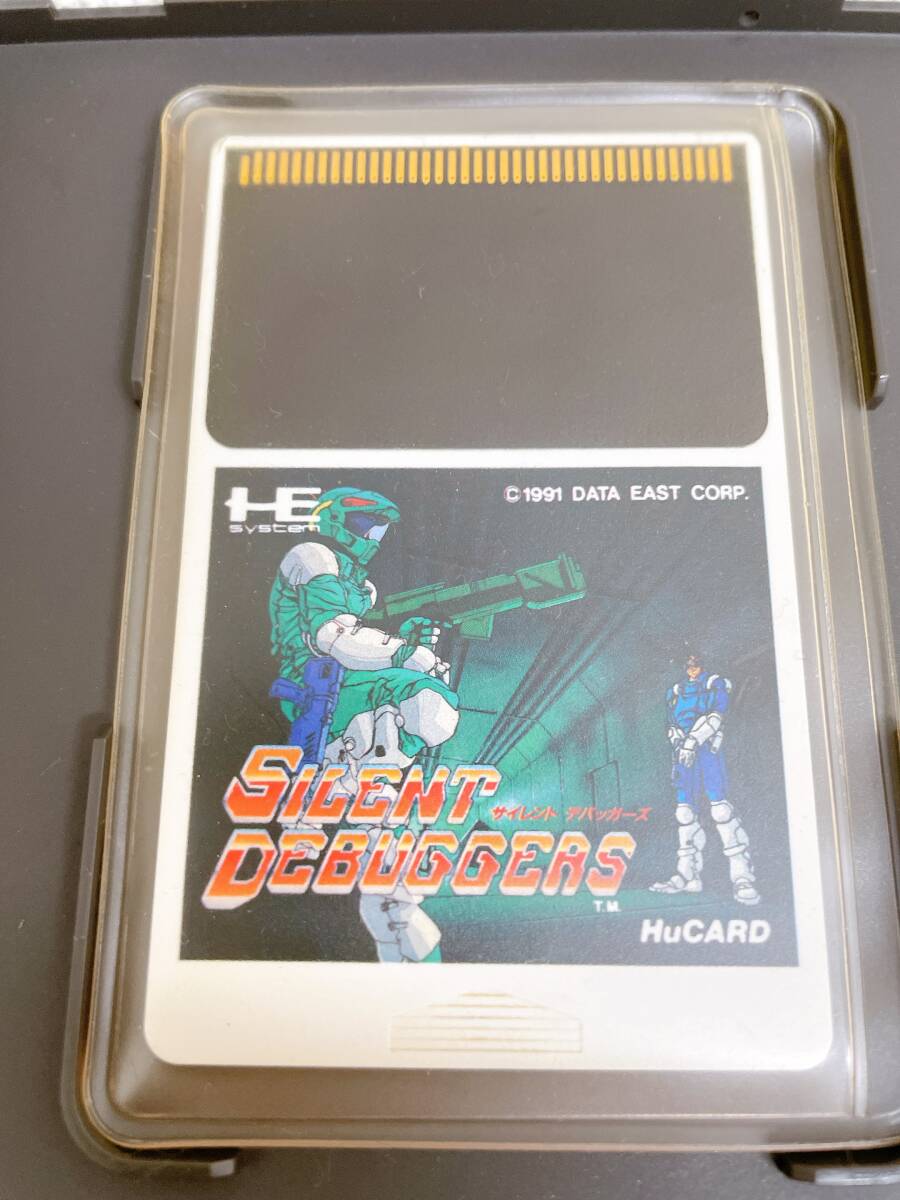 HE
system
©1991 DATA EAST CORP.
SILENT
サイレント デバッガーズ
DEBUGGERS
T.M.
HuCARD